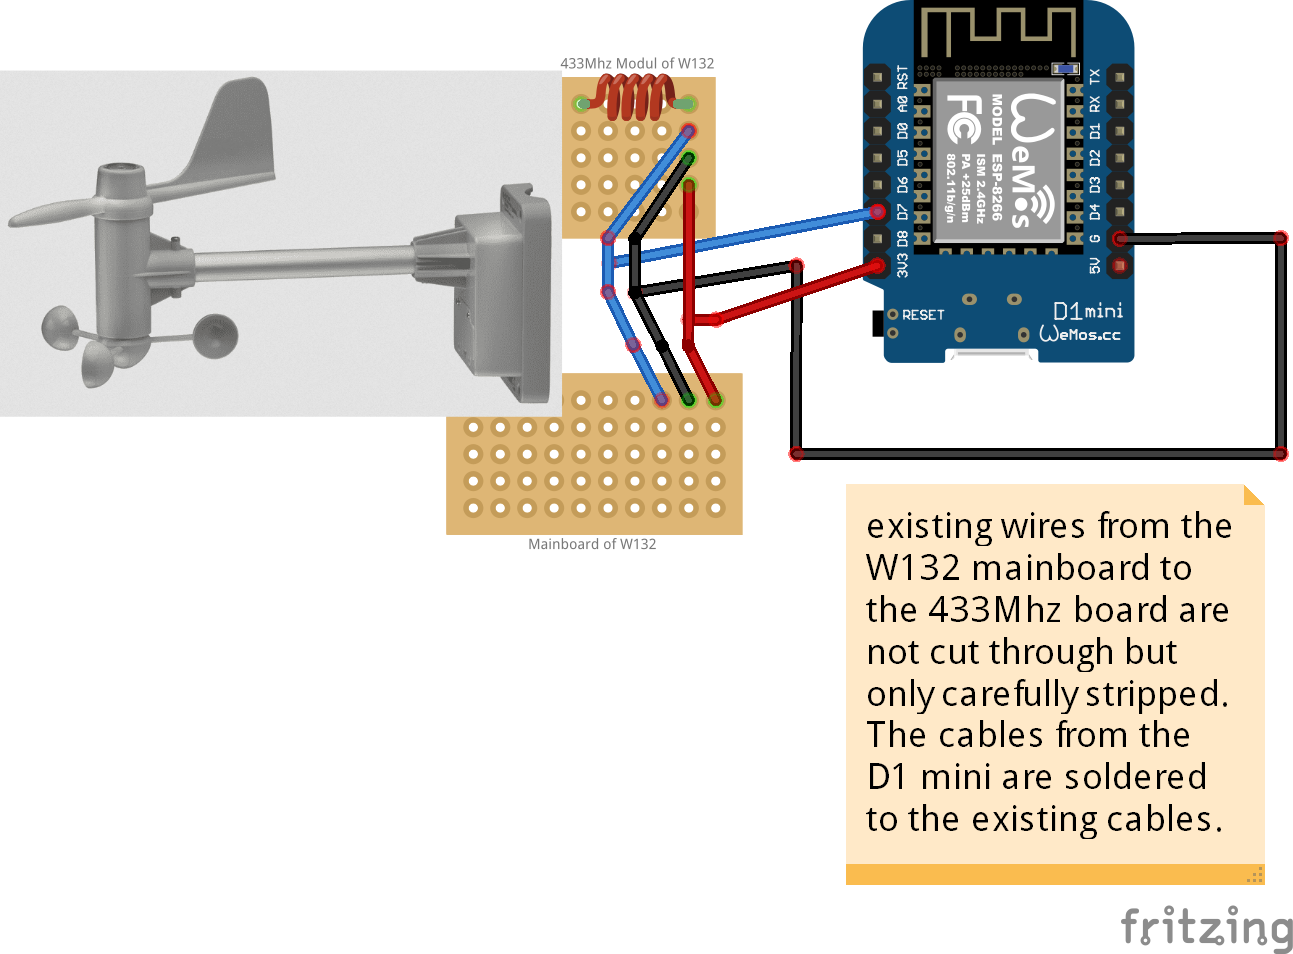 433Mhz Modul of W132
RST
A0
D0
D5
D6
D7
D8
3V3
TX
RX
D1
D2
D3
D4
G
5V
WeMos
MODEL ESP-8266
ISM 2.4GHz
PA +25dBm
802.11b/g/n
FC
RESET
D1mini
WeMos.cc
Mainboard of W132
existing wires from the
W132 mainboard to
the 433Mhz board are
not cut through but
only carefully stripped.
The cables from the
D1 mini are soldered
to the existing cables.
fritzing